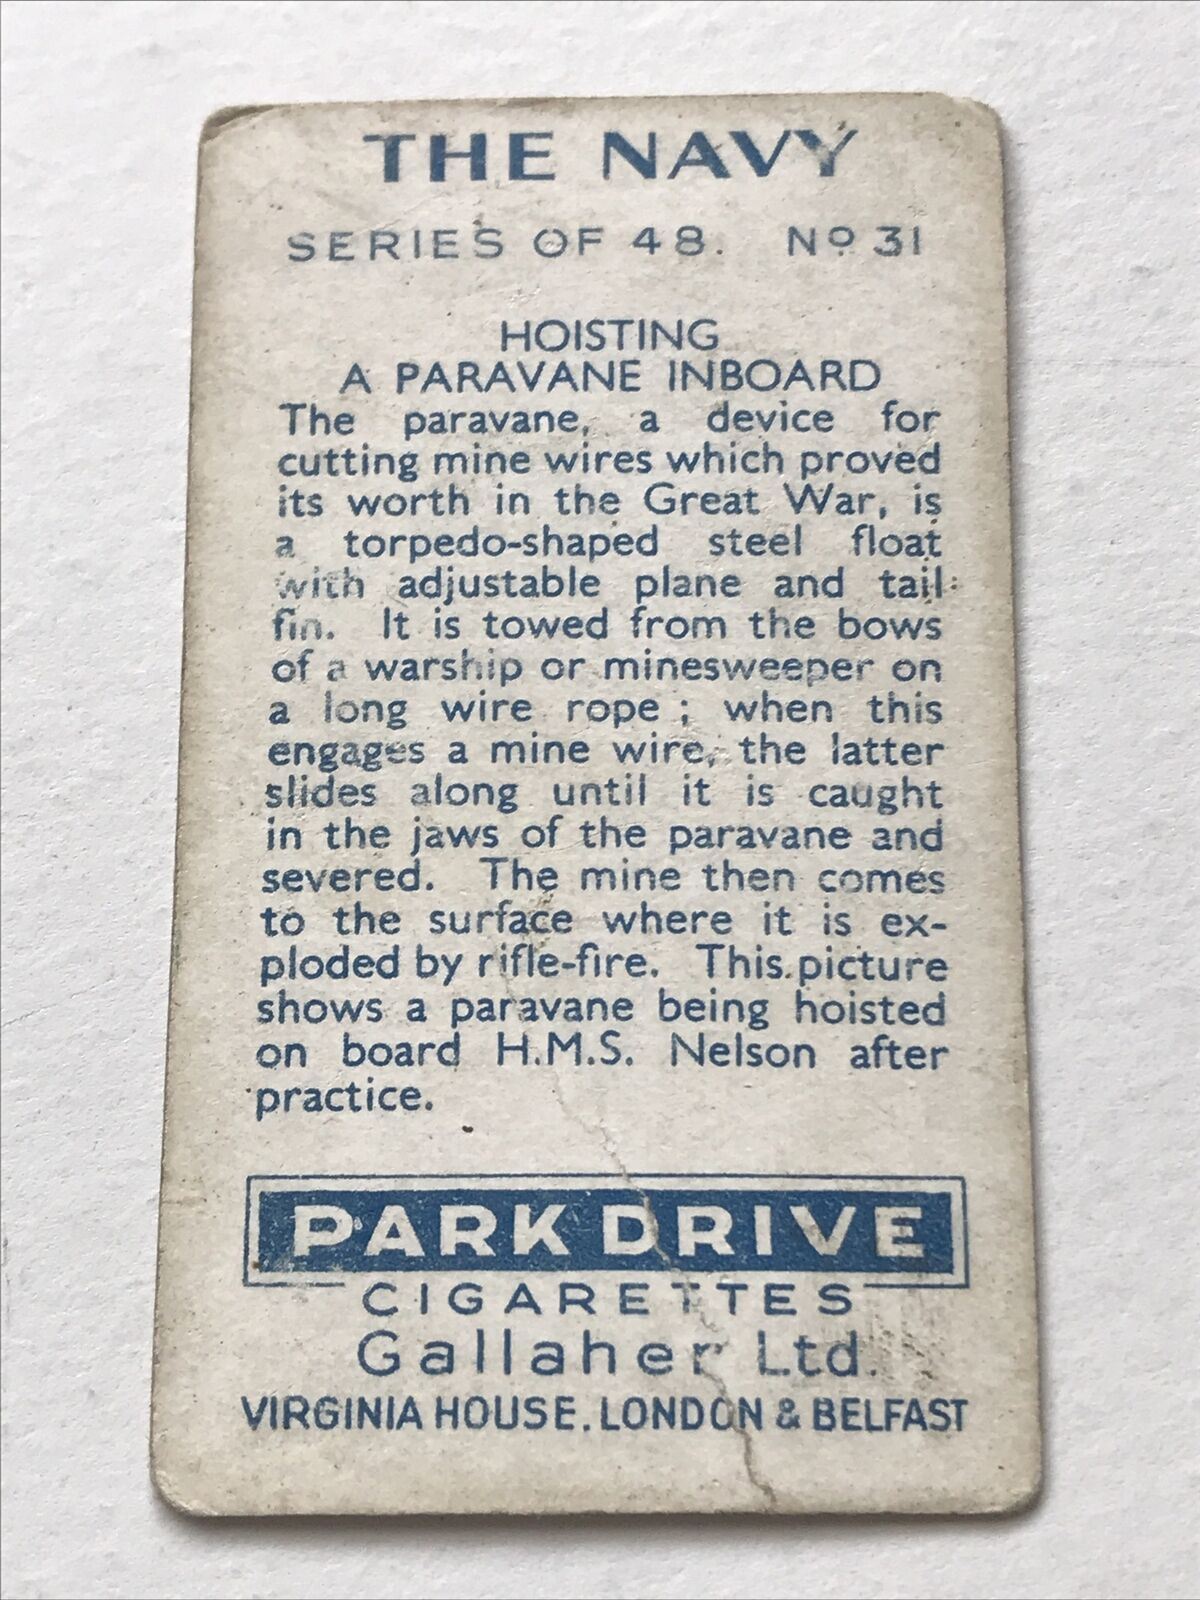 THE NAVY
SERIES OF 48. Nº 31
HOISTING
A PARAVANE INBOARD
The paravane, a device for
cutting mine wires which proved
its worth in the Great War, is
a torpedo-shaped steel float
with adjustable plane and tail
fin. It is towed from the bows
of a warship or minesweeper on
a long wire rope ; when this
engages a mine wire, the latter
slides along until it is caught
in the jaws of the paravane and
severed. The mine then comes
to the surface where it is ex-
ploded by rifle-fire. This picture
shows a paravane being hoisted
on board H.M.S. Nelson after
practice.
PARK DRIVE
CIGARETTES
Gallaher Ltd.
VIRGINIA HOUSE. LONDON & BELFAST